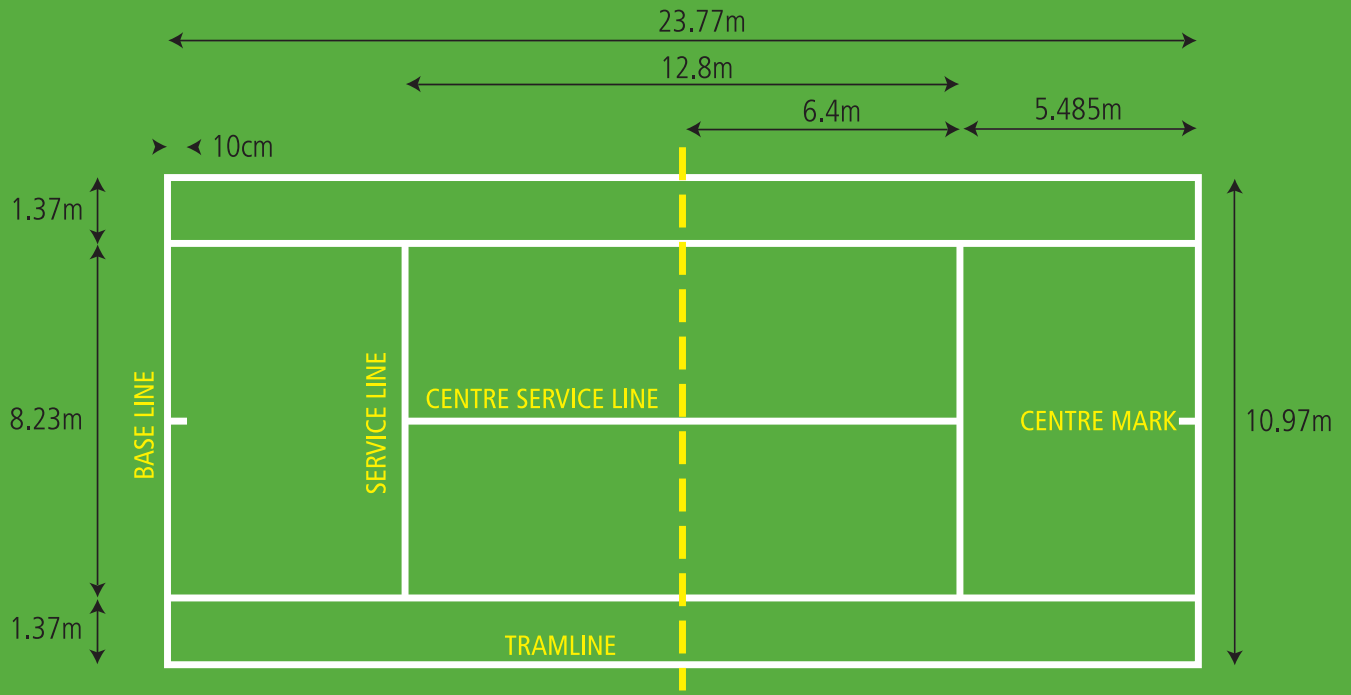 23.77m
12.8m
6.4m
5.485m
10cm
1.37m
8.23m
1.37m
10.97m
BASE LINE
SERVICE LINE
CENTRE SERVICE LINE
CENTRE MARK
TRAMLINE